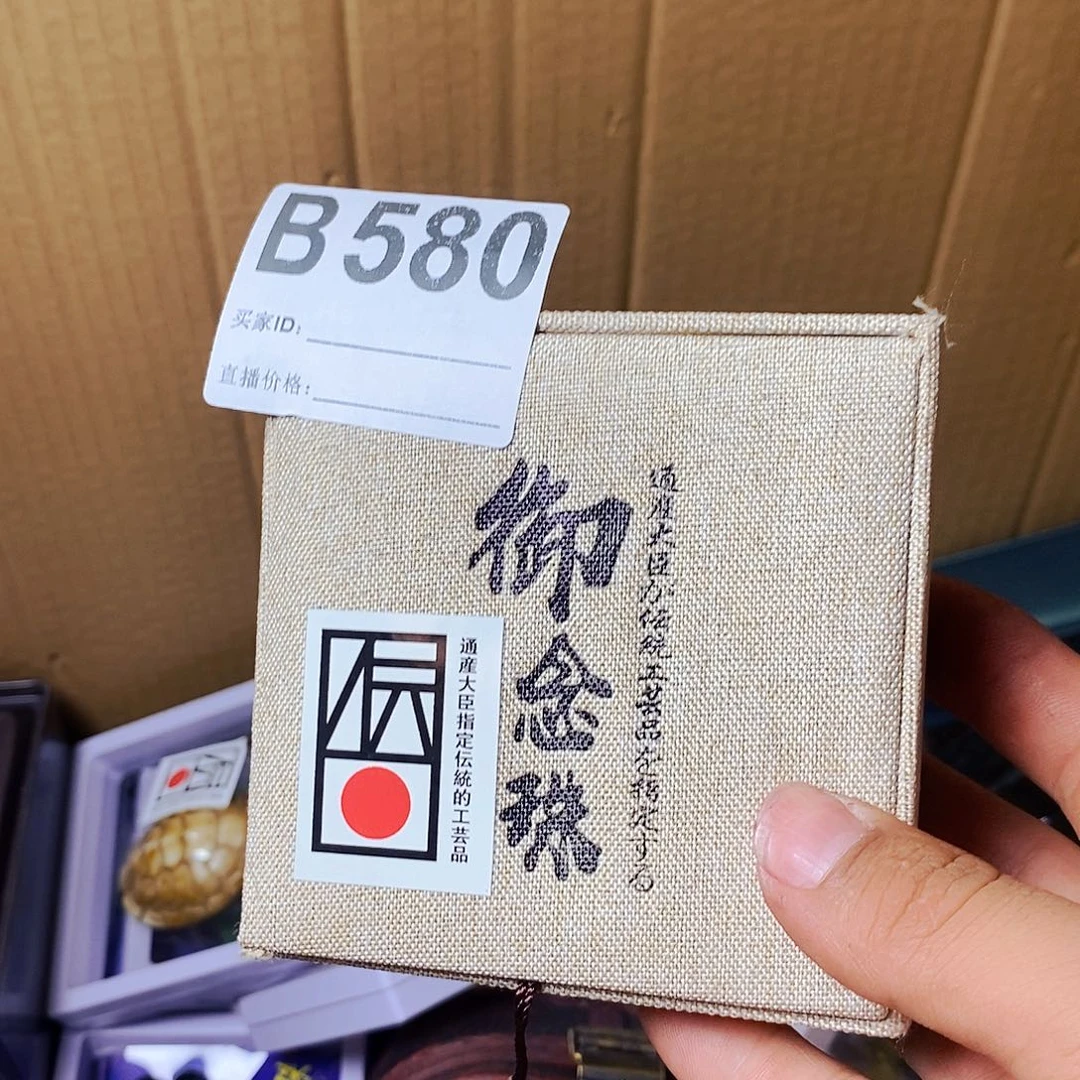 B580
买家ID:
直播价格:
通産大臣が伝統工芸品を指定する
御念珠
伝
通産大臣指定伝統的工芸品